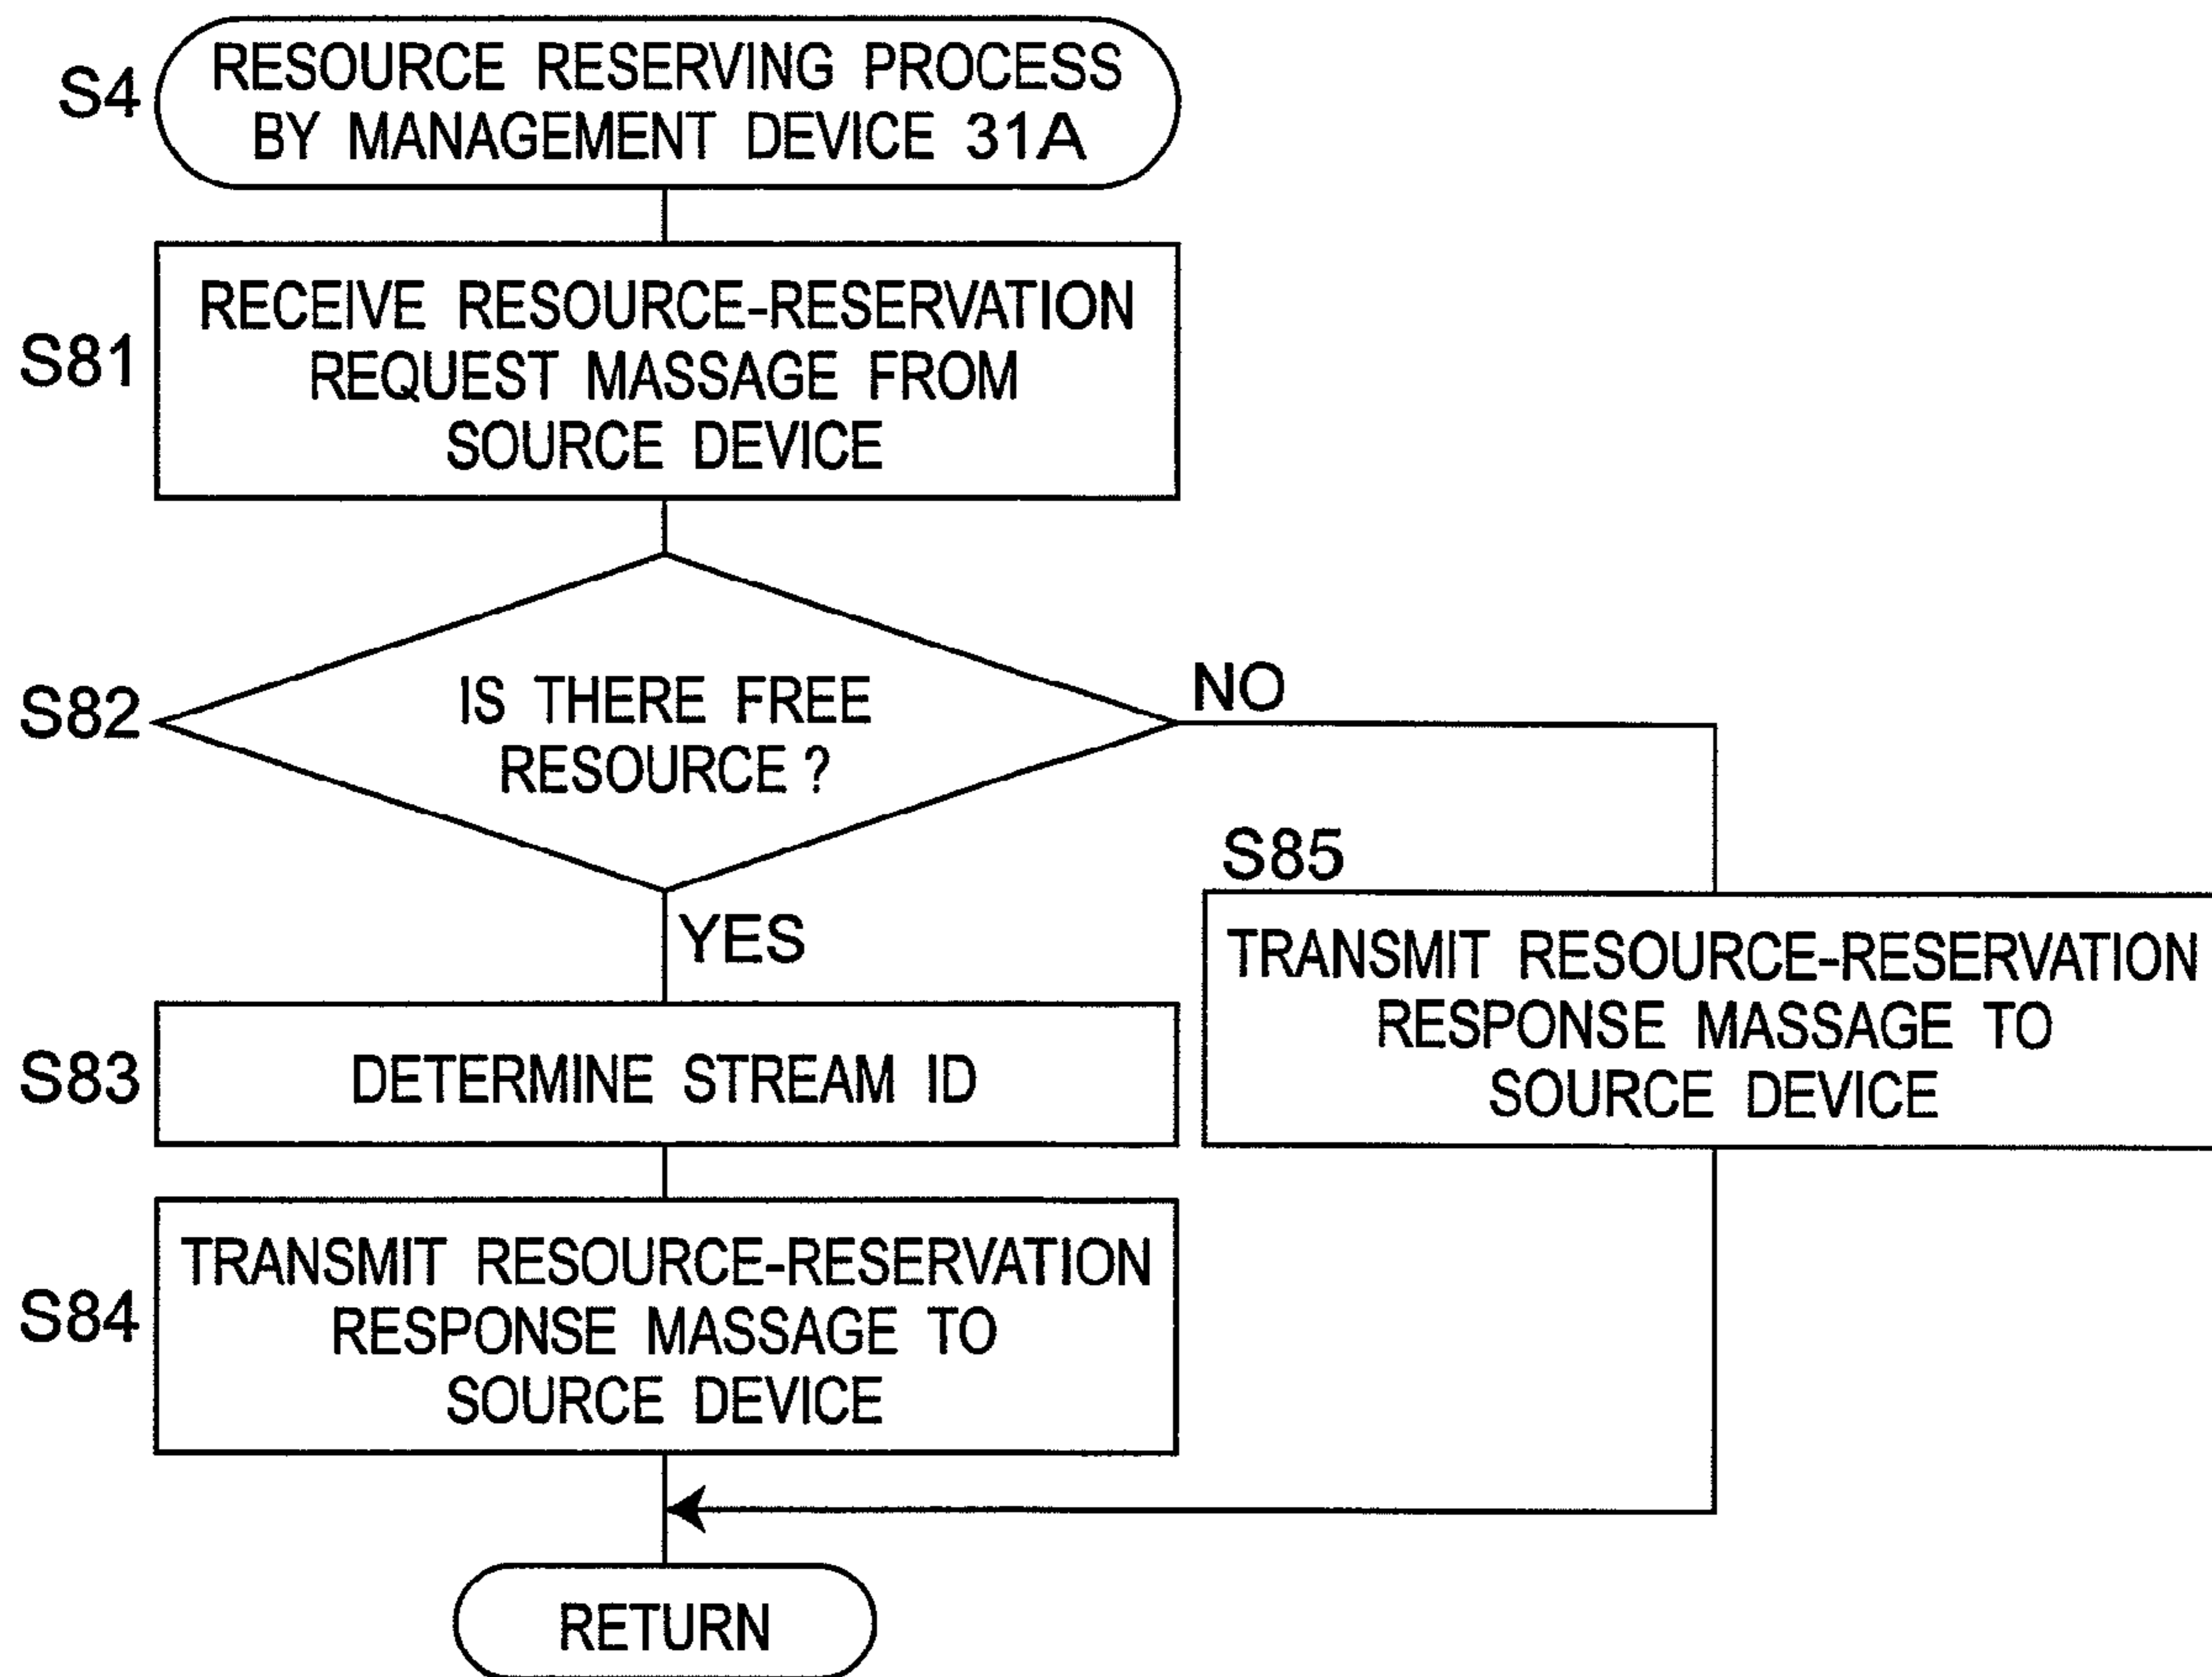 S4
RESOURCE RESERVING PROCESS
BY MANAGEMENT DEVICE 31A
S81
RECEIVE RESOURCE-RESERVATION
REQUEST MASSAGE FROM
SOURCE DEVICE
S82
IS THERE FREE
RESOURCE ?
NO
YES
S83
DETERMINE STREAM ID
S84
TRANSMIT RESOURCE-RESERVATION
RESPONSE MASSAGE TO
SOURCE DEVICE
S85
TRANSMIT RESOURCE-RESERVATION
RESPONSE MASSAGE TO
SOURCE DEVICE
RETURN